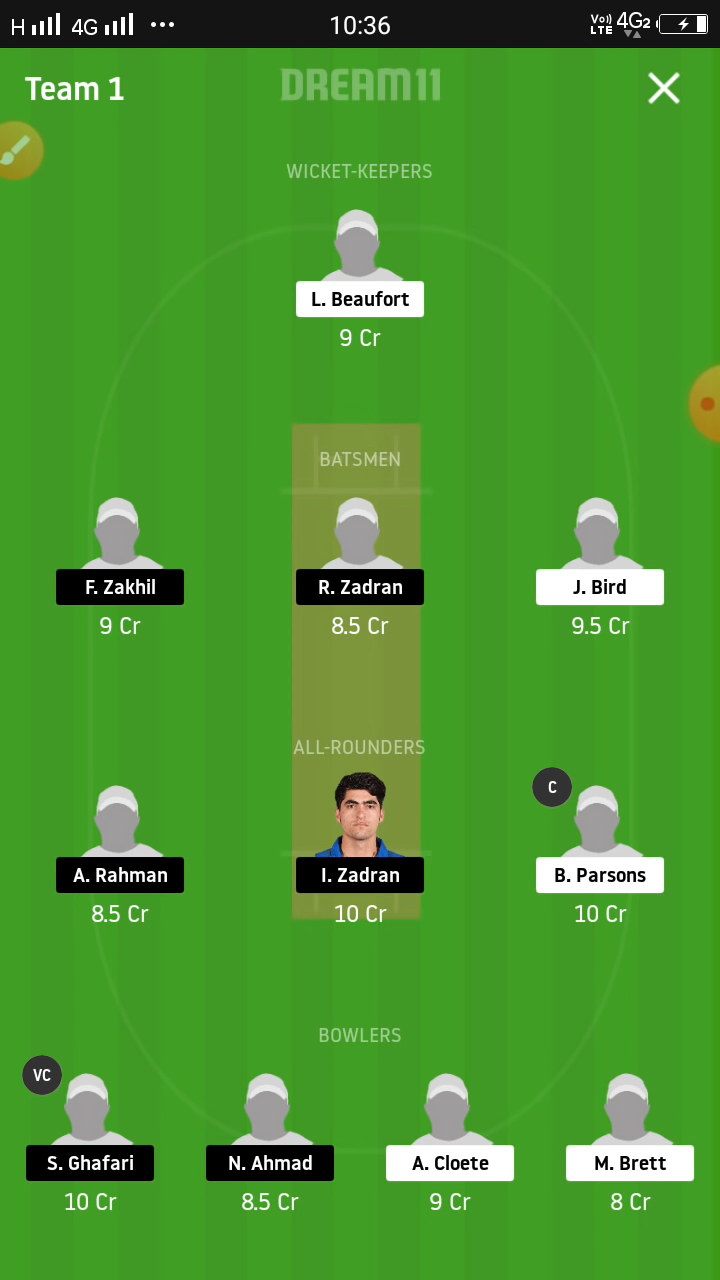 H 4G ••• 10:36 Vo)) LTE 4G2
Team 1 DREAM11
WICKET-KEEPERS
L. Beaufort
9 Cr
BATSMEN
F. Zakhil R. Zadran J. Bird
9 Cr 8.5 Cr 9.5 Cr
ALL-ROUNDERS
C
A. Rahman I. Zadran B. Parsons
8.5 Cr 10 Cr 10 Cr
BOWLERS
VC
S. Ghafari N. Ahmad A. Cloete M. Brett
10 Cr 8.5 Cr 9 Cr 8 Cr